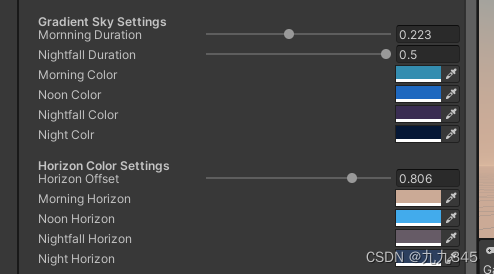 Gradient Sky Settings
Mornning Duration 0.223
Nightfall Duration 0.5
Morning Color
Noon Color
Nightfall Color
Night Colr
Horizon Color Settings
Horizon Offset 0.806
Morning Horizon
Noon Horizon
Nightfall Horizon
Night Horizon
CSDN @九九845